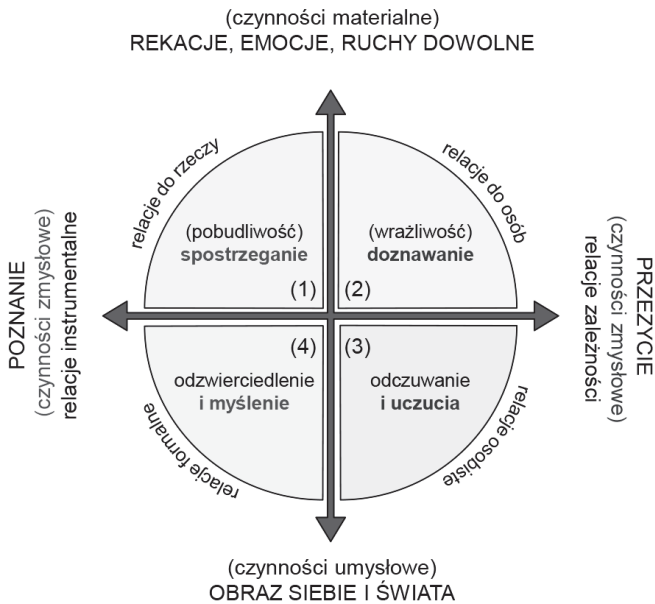 (czynności materialne)
REKACJE, EMOCJE, RUCHY DOWOLNE
relacje do rzeczy
relacje do osób
(pobudliwość)
spostrzeganie
(1)
(wrażliwość)
doznawanie
(2)
POZNANIE
(czynności zmysłowe)
relacje instrumentalne
PRZEŻYCIE
(czynności zmysłowe)
relacje zależności
(4)
odzwierciedlenie
i myślenie
(3)
odczuwanie
i uczucia
relacje formalne
relacje osobiste
(czynności umysłowe)
OBRAZ SIEBIE I ŚWIATA